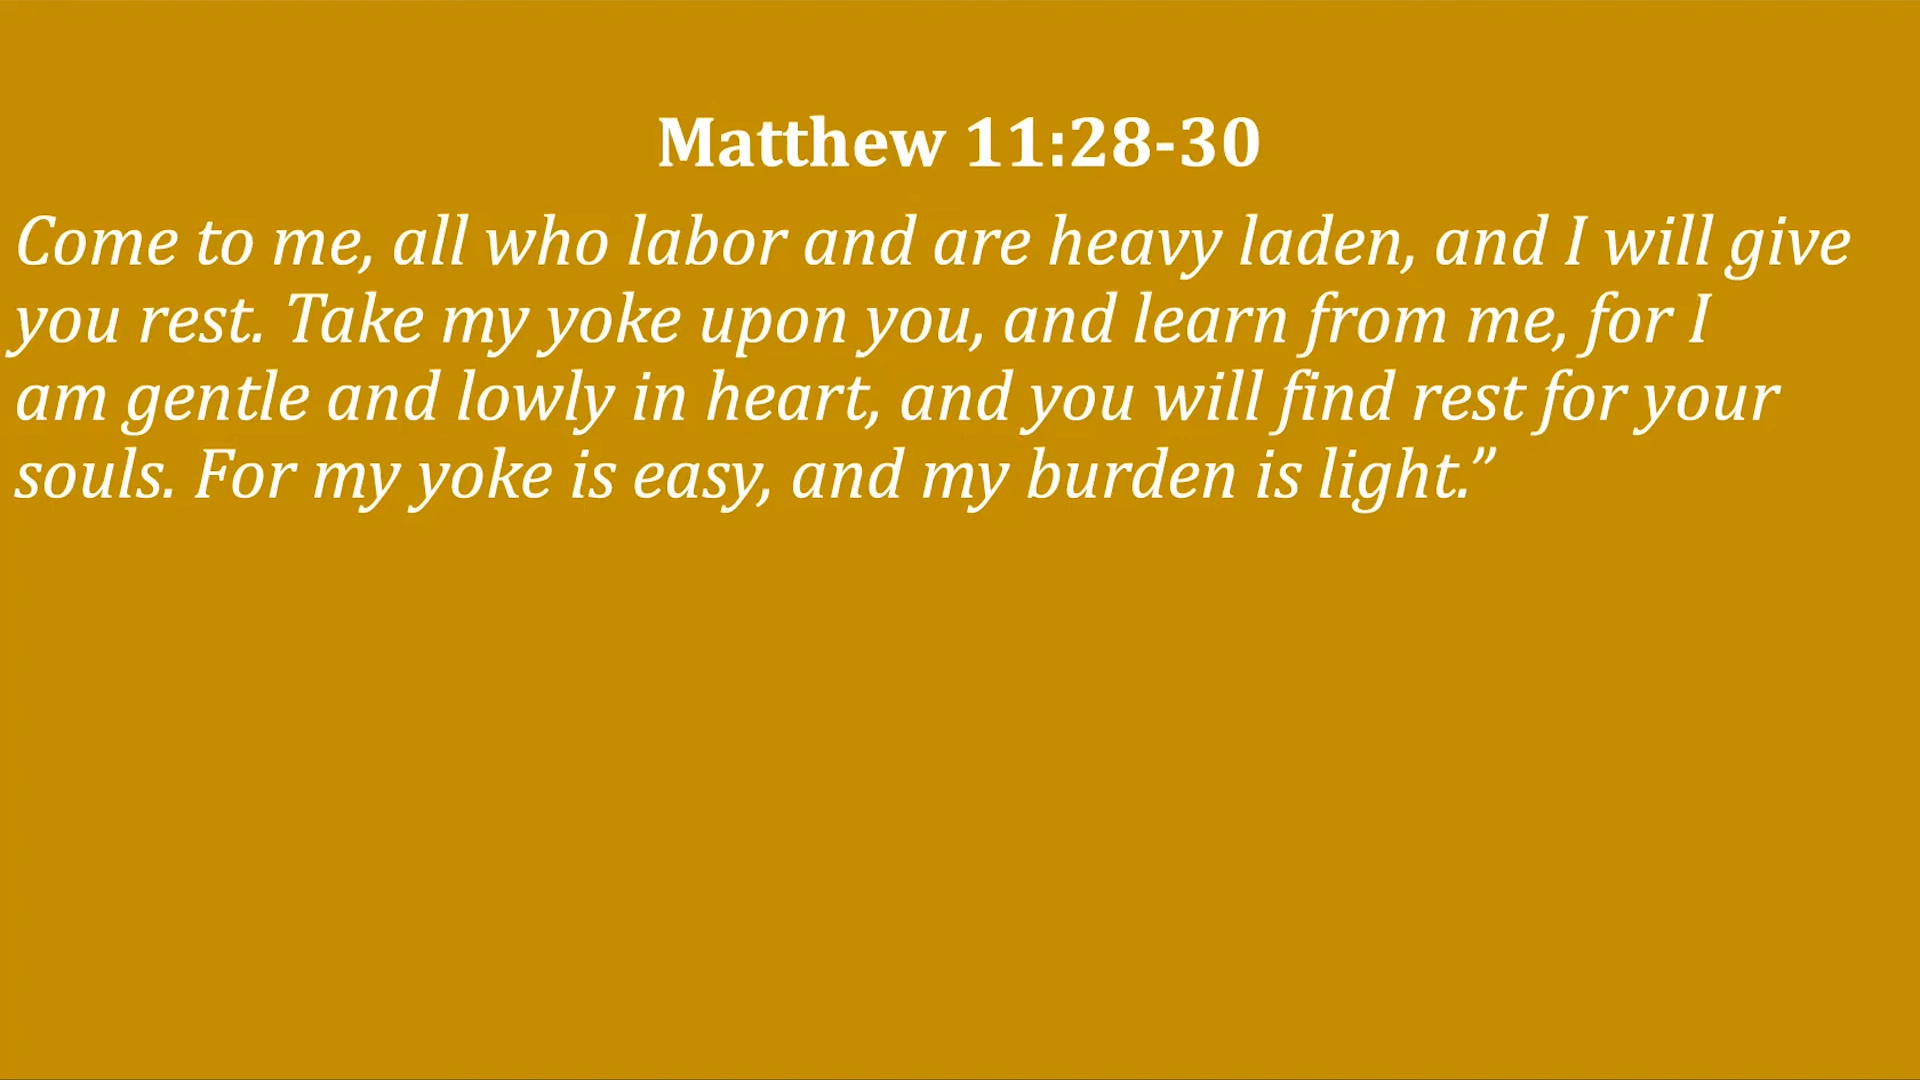 Matthew 11:28-30
Come to me, all who labor and are heavy laden, and I will give
you rest. Take my yoke upon you, and learn from me, for I
am gentle and lowly in heart, and you will find rest for your
souls. For my yoke is easy, and my burden is light.”